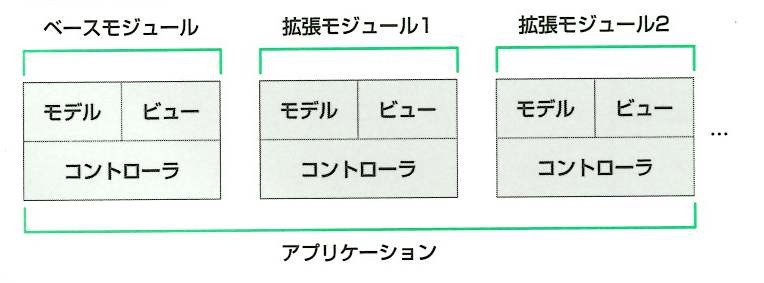 ベースモジュール 拡張モジュール1 拡張モジュール2
モデル ビュー モデル ビュー モデル ビュー
コントローラ コントローラ コントローラ
…
アプリケーション